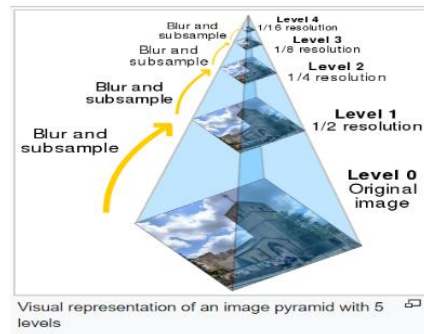 Blur and
subsample
Level 4
1/16 resolution
Blur and
subsample
Level 3
1/8 resolution
Blur and
subsample
Level 2
1/4 resolution
Blur and
subsample
Level 1
1/2 resolution
Level 0
Original
image
Visual representation of an image pyramid with 5
levels